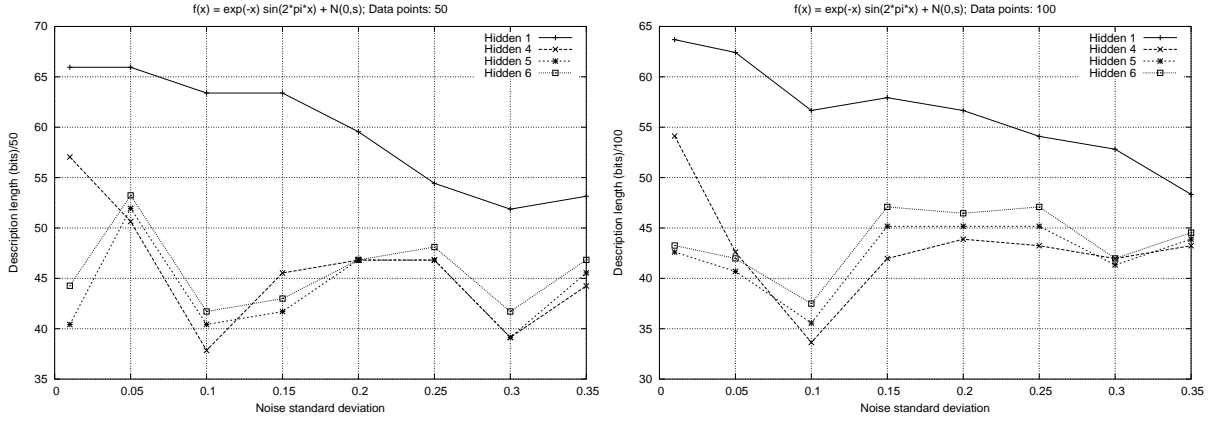 f(x) = exp(-x) sin(2*pi*x) + N(0,s); Data points: 50
70
65
60
55
50
45
40
35
Description length (bits)/50
Hidden 1
Hidden 4
Hidden 5
Hidden 6
0 0.05 0.1 0.15 0.2 0.25 0.3 0.35
Noise standard deviation
f(x) = exp(-x) sin(2*pi*x) + N(0,s); Data points: 100
65
60
55
50
45
40
35
30
Description length (bits)/100
Hidden 1
Hidden 4
Hidden 5
Hidden 6
0 0.05 0.1 0.15 0.2 0.25 0.3 0.35
Noise standard deviation